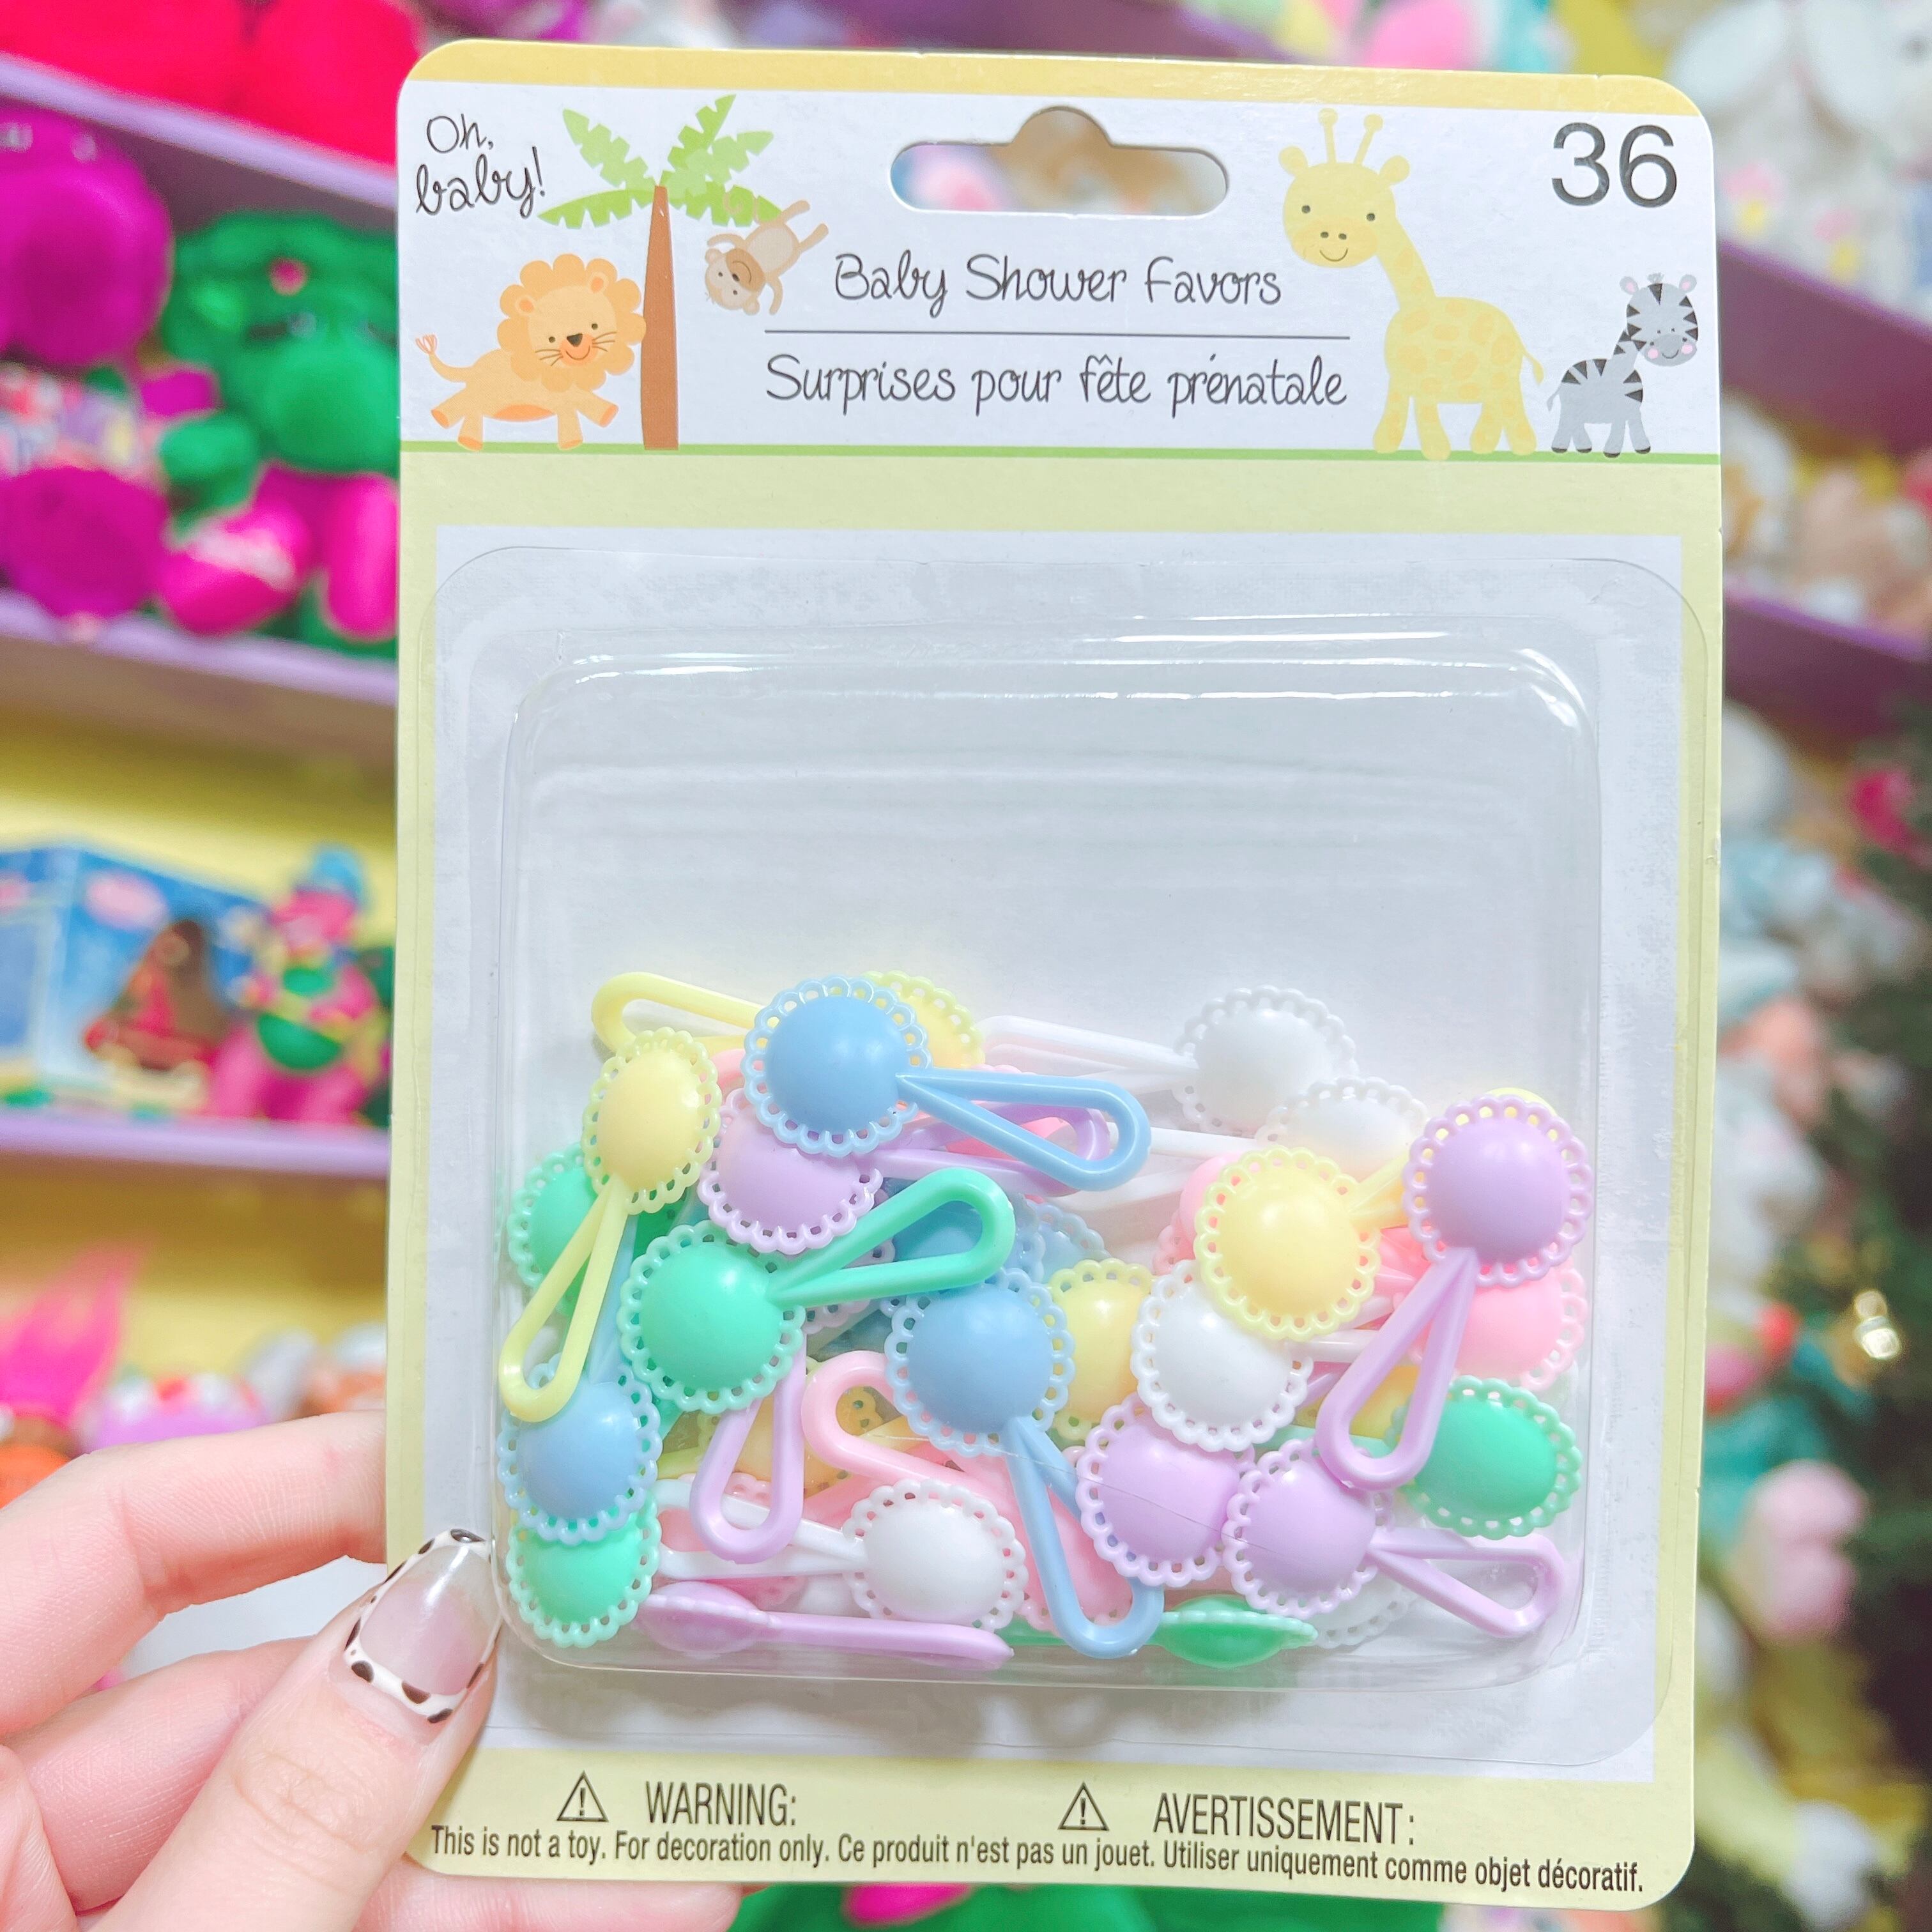 Oh,
baby!
36
Baby Shower Favors
Surprises pour fête prénatale
⚠ WARNING:
⚠ AVERTISSEMENT:
This is not a toy. For decoration only. Ce produit n'est pas un jouet. Utiliser uniquement comme objet décoratif.